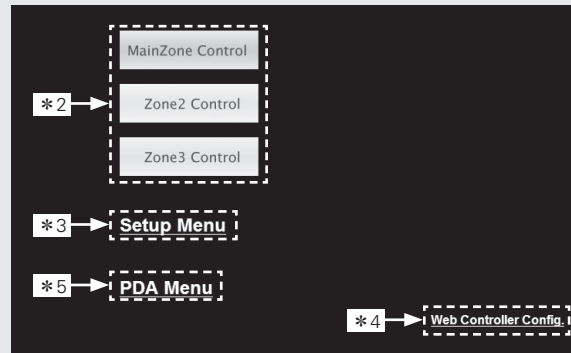 MainZone Control
*2
Zone2 Control
Zone3 Control
*3 Setup Menu
*5 PDA Menu
*4 Web Controller Config.